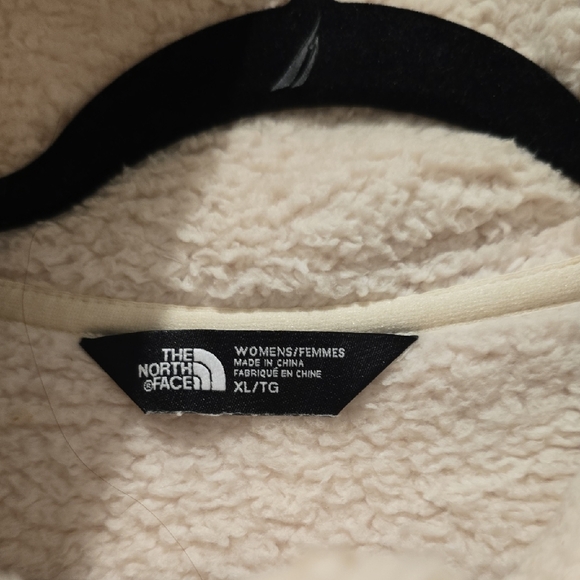 THE
NORTH
FACE
WOMENS/FEMMES
MADE IN CHINA
FABRIQUÉ EN CHINE
XL/TG